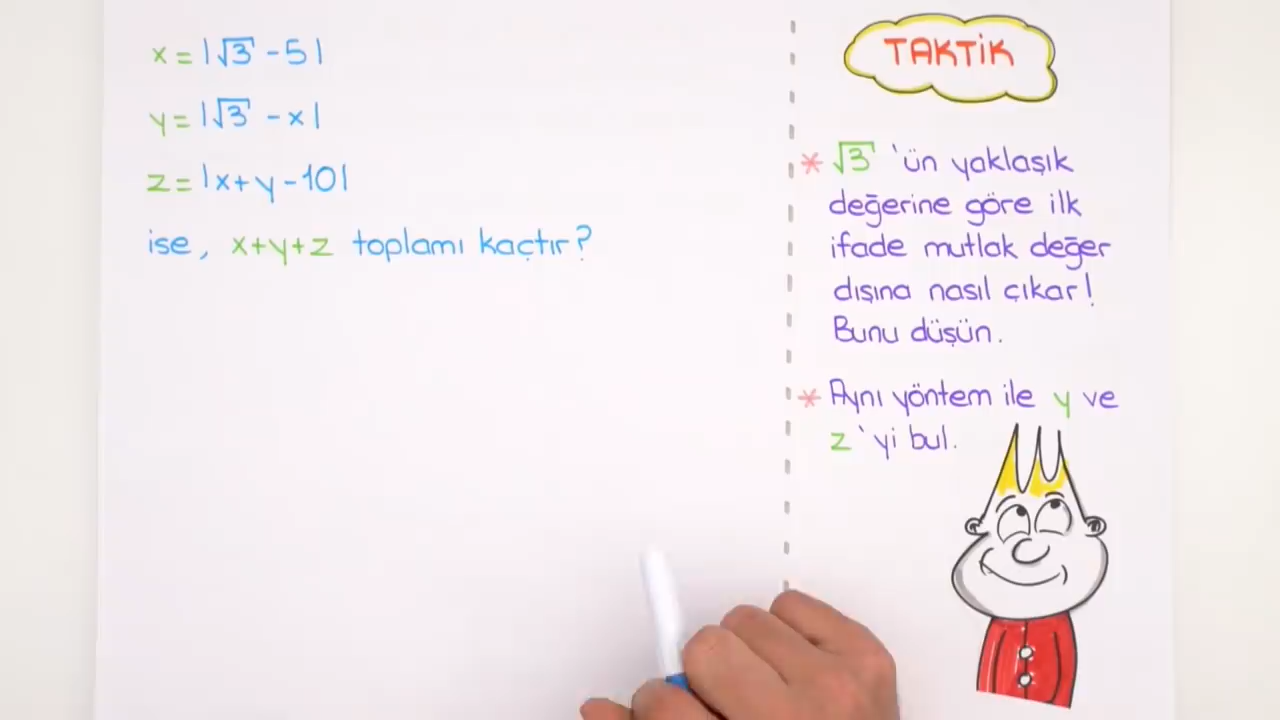 x = |√3 - 5|
y = |√3 - x|
z = |x + y - 10|
ise, x+y+z toplamı kaçtır?
TAKTİK
* √3 'ün yaklaşık
değerine göre ilk
ifade mutlak değer
dışına nasıl çıkar!
Bunu düşün.
* Aynı yöntem ile y ve
z 'yi bul.